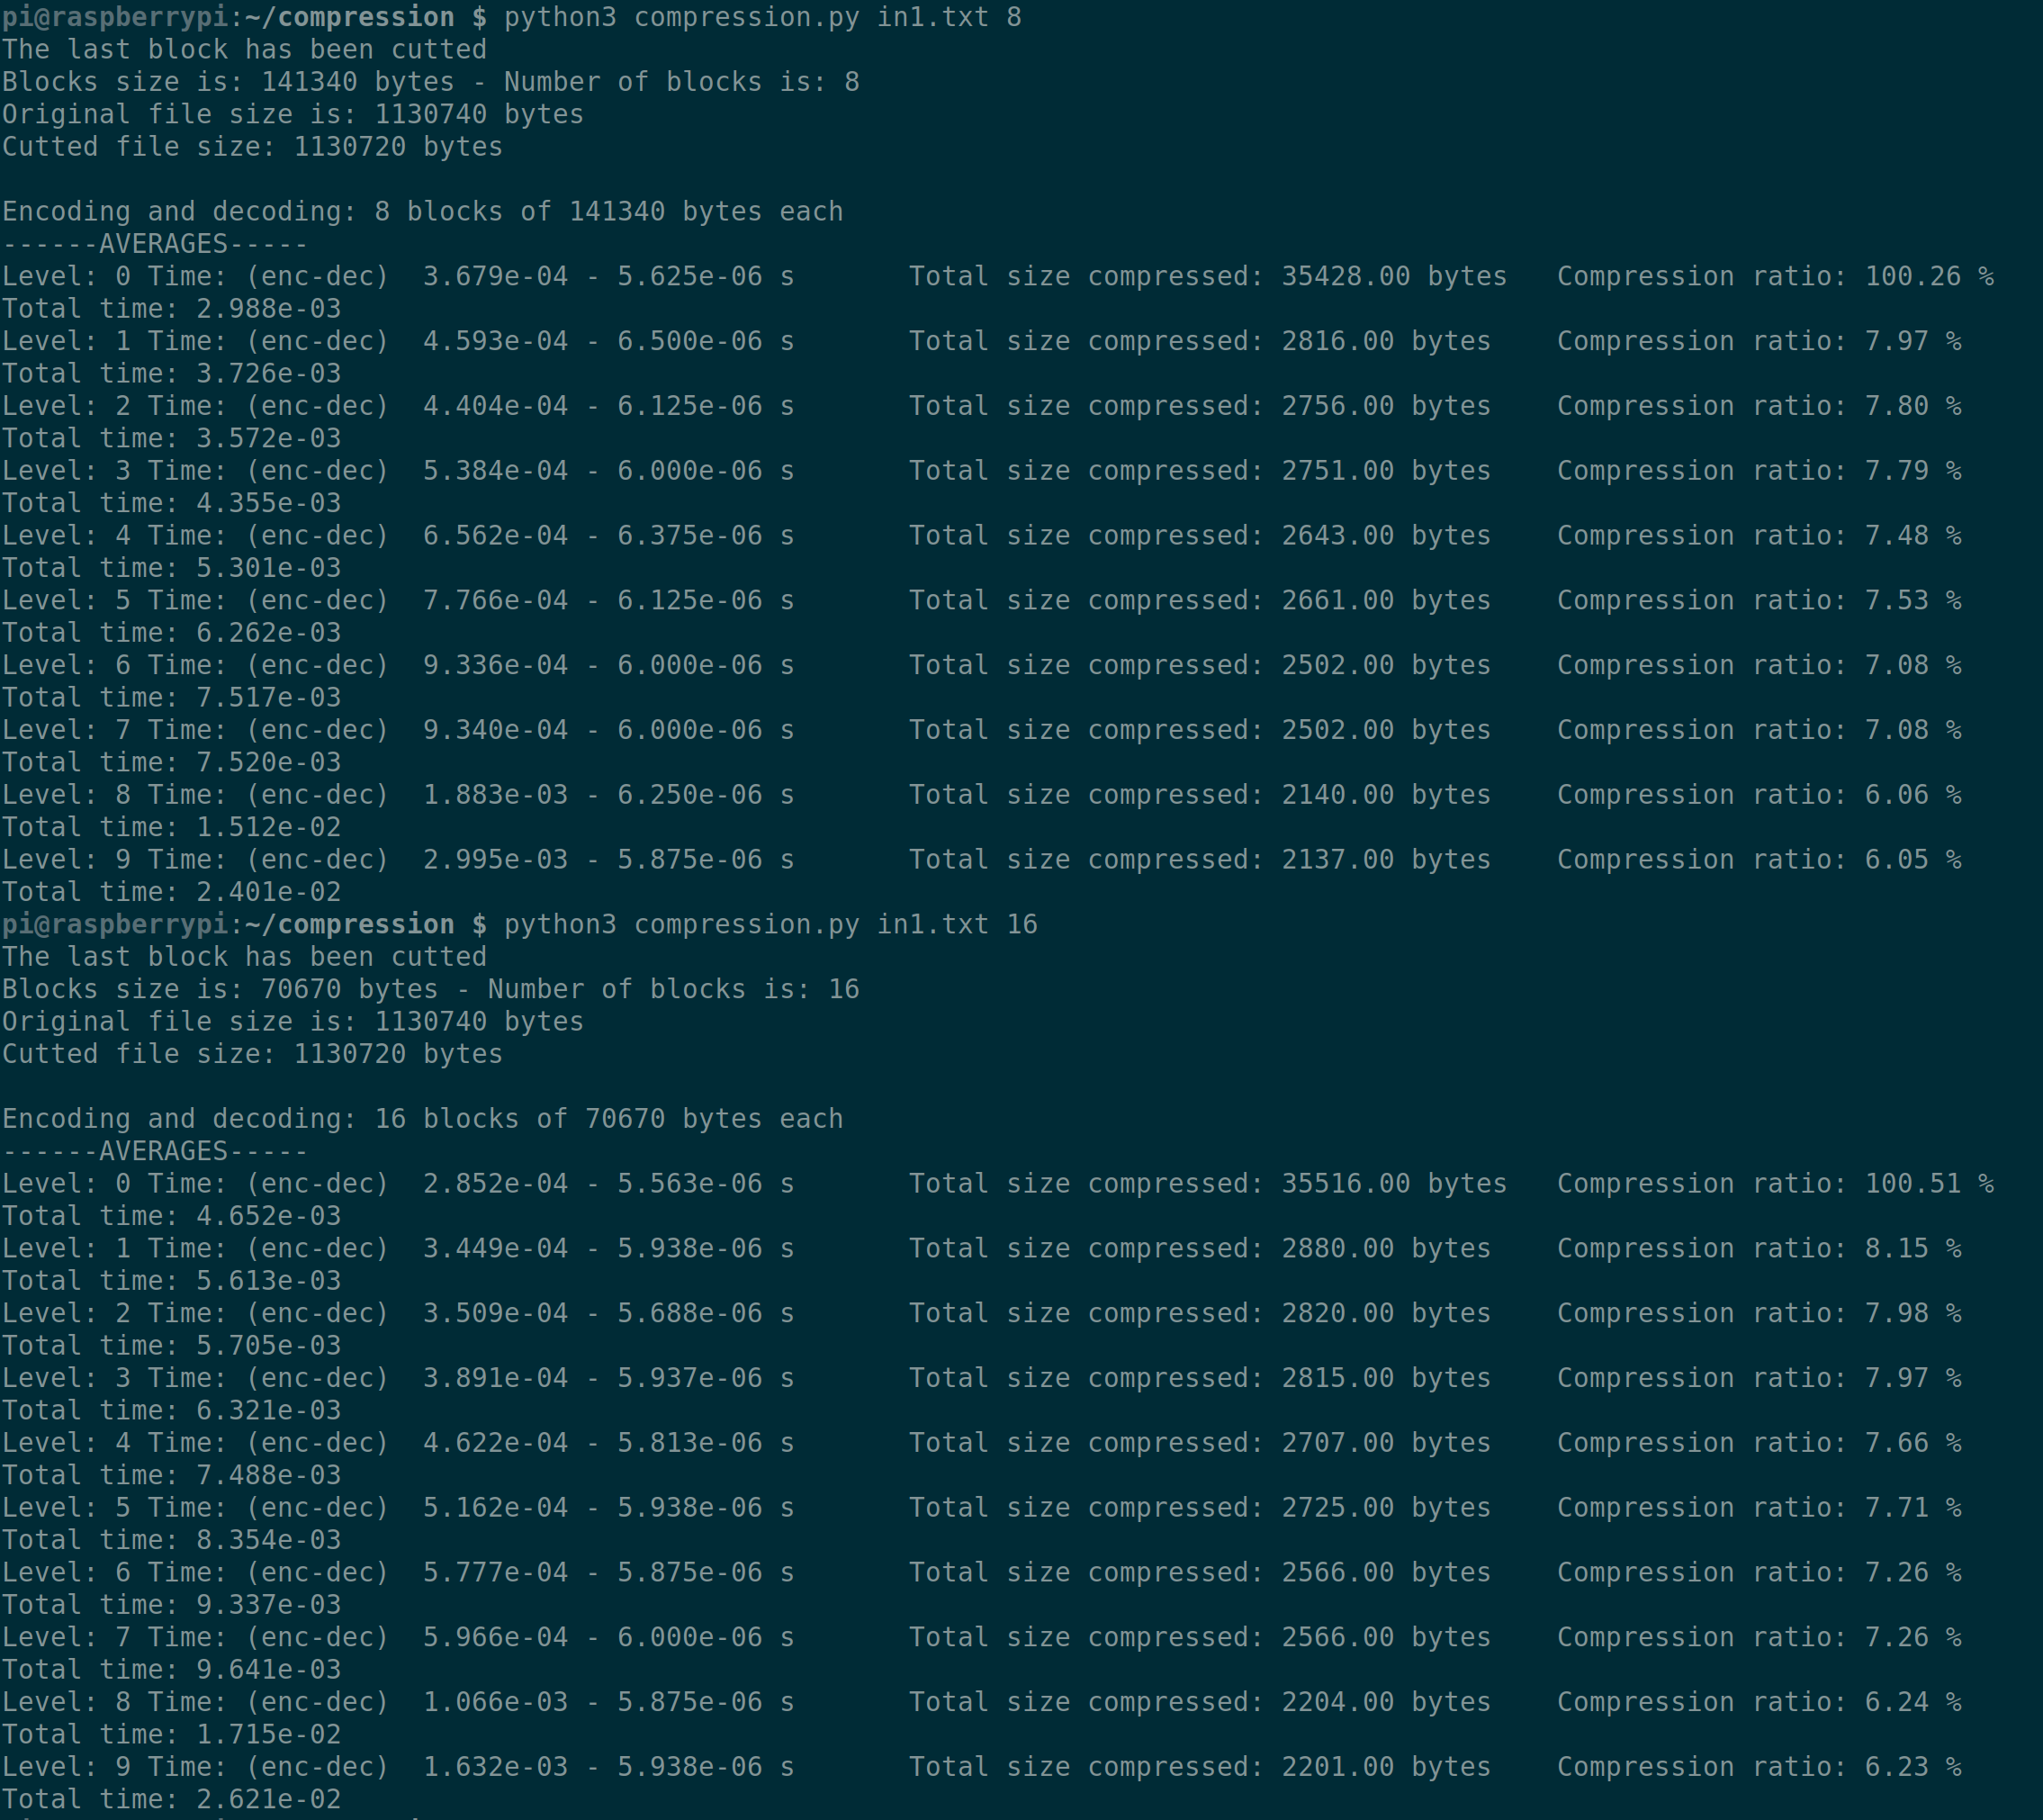 pi@raspberrypi:~/compression $ python3 compression.py in1.txt 8
The last block has been cutted
Blocks size is: 141340 bytes - Number of blocks is: 8
Original file size is: 1130740 bytes
Cutted file size: 1130720 bytes

Encoding and decoding: 8 blocks of 141340 bytes each
------AVERAGES-----
Level: 0 Time: (enc-dec)  3.679e-04 - 5.625e-06 s       Total size compressed: 35428.00 bytes   Compression ratio: 100.26 %
Total time: 2.988e-03
Level: 1 Time: (enc-dec)  4.593e-04 - 6.500e-06 s       Total size compressed: 2816.00 bytes    Compression ratio: 7.97 %
Total time: 3.726e-03
Level: 2 Time: (enc-dec)  4.404e-04 - 6.125e-06 s       Total size compressed: 2756.00 bytes    Compression ratio: 7.80 %
Total time: 3.572e-03
Level: 3 Time: (enc-dec)  5.384e-04 - 6.000e-06 s       Total size compressed: 2751.00 bytes    Compression ratio: 7.79 %
Total time: 4.355e-03
Level: 4 Time: (enc-dec)  6.562e-04 - 6.375e-06 s       Total size compressed: 2643.00 bytes    Compression ratio: 7.48 %
Total time: 5.301e-03
Level: 5 Time: (enc-dec)  7.766e-04 - 6.125e-06 s       Total size compressed: 2661.00 bytes    Compression ratio: 7.53 %
Total time: 6.262e-03
Level: 6 Time: (enc-dec)  9.336e-04 - 6.000e-06 s       Total size compressed: 2502.00 bytes    Compression ratio: 7.08 %
Total time: 7.517e-03
Level: 7 Time: (enc-dec)  9.340e-04 - 6.000e-06 s       Total size compressed: 2502.00 bytes    Compression ratio: 7.08 %
Total time: 7.520e-03
Level: 8 Time: (enc-dec)  1.883e-03 - 6.250e-06 s       Total size compressed: 2140.00 bytes    Compression ratio: 6.06 %
Total time: 1.512e-02
Level: 9 Time: (enc-dec)  2.995e-03 - 5.875e-06 s       Total size compressed: 2137.00 bytes    Compression ratio: 6.05 %
Total time: 2.401e-02
pi@raspberrypi:~/compression $ python3 compression.py in1.txt 16
The last block has been cutted
Blocks size is: 70670 bytes - Number of blocks is: 16
Original file size is: 1130740 bytes
Cutted file size: 1130720 bytes

Encoding and decoding: 16 blocks of 70670 bytes each
------AVERAGES-----
Level: 0 Time: (enc-dec)  2.852e-04 - 5.563e-06 s       Total size compressed: 35516.00 bytes   Compression ratio: 100.51 %
Total time: 4.652e-03
Level: 1 Time: (enc-dec)  3.449e-04 - 5.938e-06 s       Total size compressed: 2880.00 bytes    Compression ratio: 8.15 %
Total time: 5.613e-03
Level: 2 Time: (enc-dec)  3.509e-04 - 5.688e-06 s       Total size compressed: 2820.00 bytes    Compression ratio: 7.98 %
Total time: 5.705e-03
Level: 3 Time: (enc-dec)  3.891e-04 - 5.937e-06 s       Total size compressed: 2815.00 bytes    Compression ratio: 7.97 %
Total time: 6.321e-03
Level: 4 Time: (enc-dec)  4.622e-04 - 5.813e-06 s       Total size compressed: 2707.00 bytes    Compression ratio: 7.66 %
Total time: 7.488e-03
Level: 5 Time: (enc-dec)  5.162e-04 - 5.938e-06 s       Total size compressed: 2725.00 bytes    Compression ratio: 7.71 %
Total time: 8.354e-03
Level: 6 Time: (enc-dec)  5.777e-04 - 5.875e-06 s       Total size compressed: 2566.00 bytes    Compression ratio: 7.26 %
Total time: 9.337e-03
Level: 7 Time: (enc-dec)  5.966e-04 - 6.000e-06 s       Total size compressed: 2566.00 bytes    Compression ratio: 7.26 %
Total time: 9.641e-03
Level: 8 Time: (enc-dec)  1.066e-03 - 5.875e-06 s       Total size compressed: 2204.00 bytes    Compression ratio: 6.24 %
Total time: 1.715e-02
Level: 9 Time: (enc-dec)  1.632e-03 - 5.938e-06 s       Total size compressed: 2201.00 bytes    Compression ratio: 6.23 %
Total time: 2.621e-02